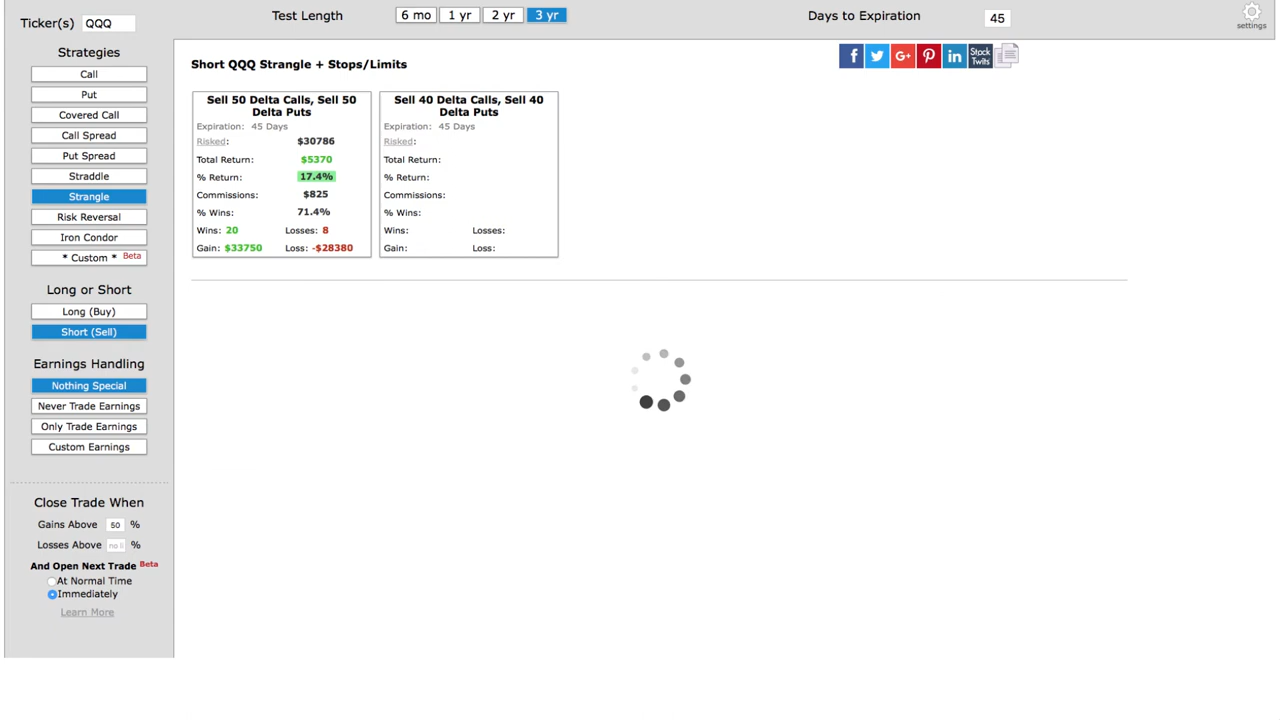 Ticker(s) QQQ
Test Length 6 mo 1 yr 2 yr 3 yr
Days to Expiration 45
settings
Strategies
Call
Put
Covered Call
Call Spread
Put Spread
Straddle
Strangle
Risk Reversal
Iron Condor
* Custom * Beta
Long or Short
Long (Buy)
Short (Sell)
Earnings Handling
Nothing Special
Never Trade Earnings
Only Trade Earnings
Custom Earnings
Close Trade When
Gains Above 50 %
Losses Above no l %
And Open Next Trade Beta
At Normal Time
Immediately
Learn More
Short QQQ Strangle + Stops/Limits
f G+ in Stock
Twits
Sell 50 Delta Calls, Sell 50
Delta Puts
Expiration: 45 Days
Risked: $30786
Total Return: $5370
% Return: 17.4%
Commissions: $825
% Wins: 71.4%
Wins: 20 Losses: 8
Gain: $33750 Loss: -$28380
Sell 40 Delta Calls, Sell 40
Delta Puts
Expiration: 45 Days
Risked:
Total Return:
% Return:
Commissions:
% Wins:
Wins: Losses:
Gain: Loss: